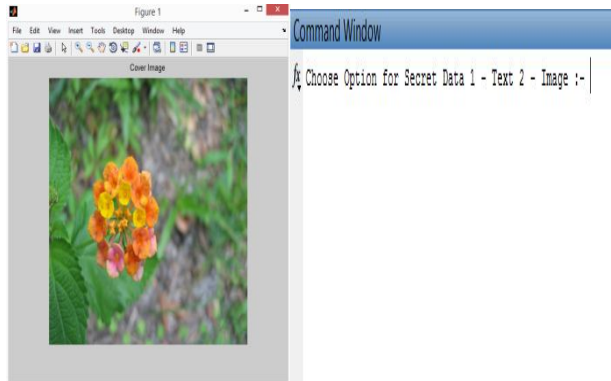 Figure 1
File Edit View Insert Tools Desktop Window Help
Cover Image
Command Window
fx Choose Option for Secret Data 1 - Text 2 - Image :-